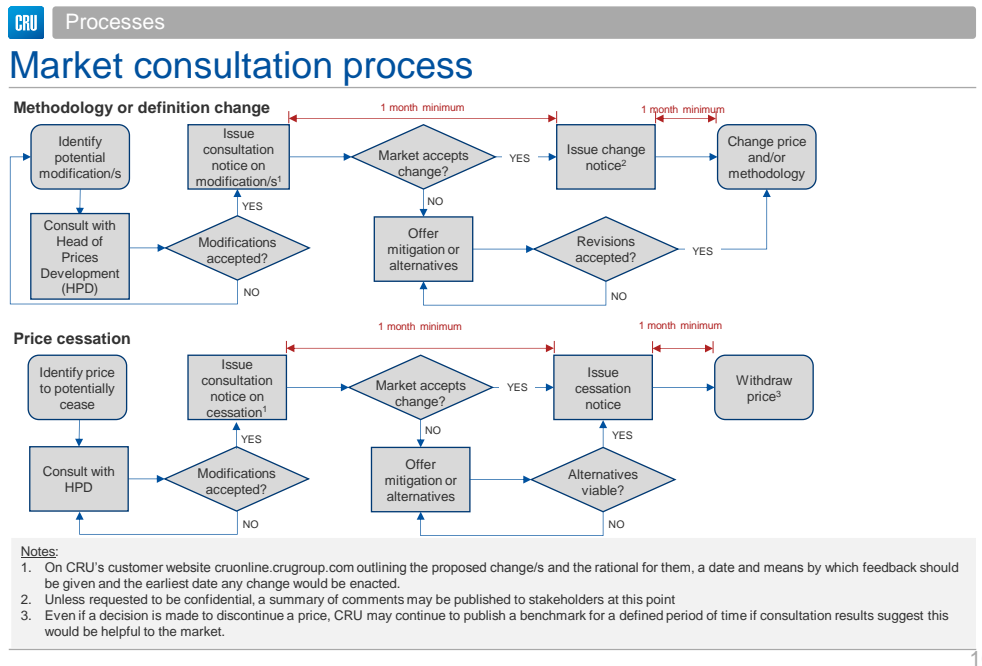 CRU
Processes
Market consultation process
Methodology or definition change
1 month minimum
1 month minimum
Identify
potential
modification/s
Issue
consultation
notice on
modification/s1
Market accepts
change?
YES
Issue change
notice2
Change price
and/or
methodology
YES
NO
Consult with
Head of
Prices
Development
(HPD)
Modifications
accepted?
Offer
mitigation or
alternatives
Revisions
accepted?
YES
NO
NO
Price cessation
1 month minimum
1 month minimum
Identify price
to potentially
cease
Issue
consultation
notice on
cessation1
Market accepts
change?
YES
Issue
cessation
notice
Withdraw
price3
YES
NO
YES
Consult with
HPD
Modifications
accepted?
Offer
mitigation or
alternatives
Alternatives
viable?
NO
NO
Notes:
1. On CRU's customer website cruonline.crugroup.com outlining the proposed change/s and the rational for them, a date and means by which feedback should
be given and the earliest date any change would be enacted.
2. Unless requested to be confidential, a summary of comments may be published to stakeholders at this point
3. Even if a decision is made to discontinue a price, CRU may continue to publish a benchmark for a defined period of time if consultation results suggest this
would be helpful to the market.
1